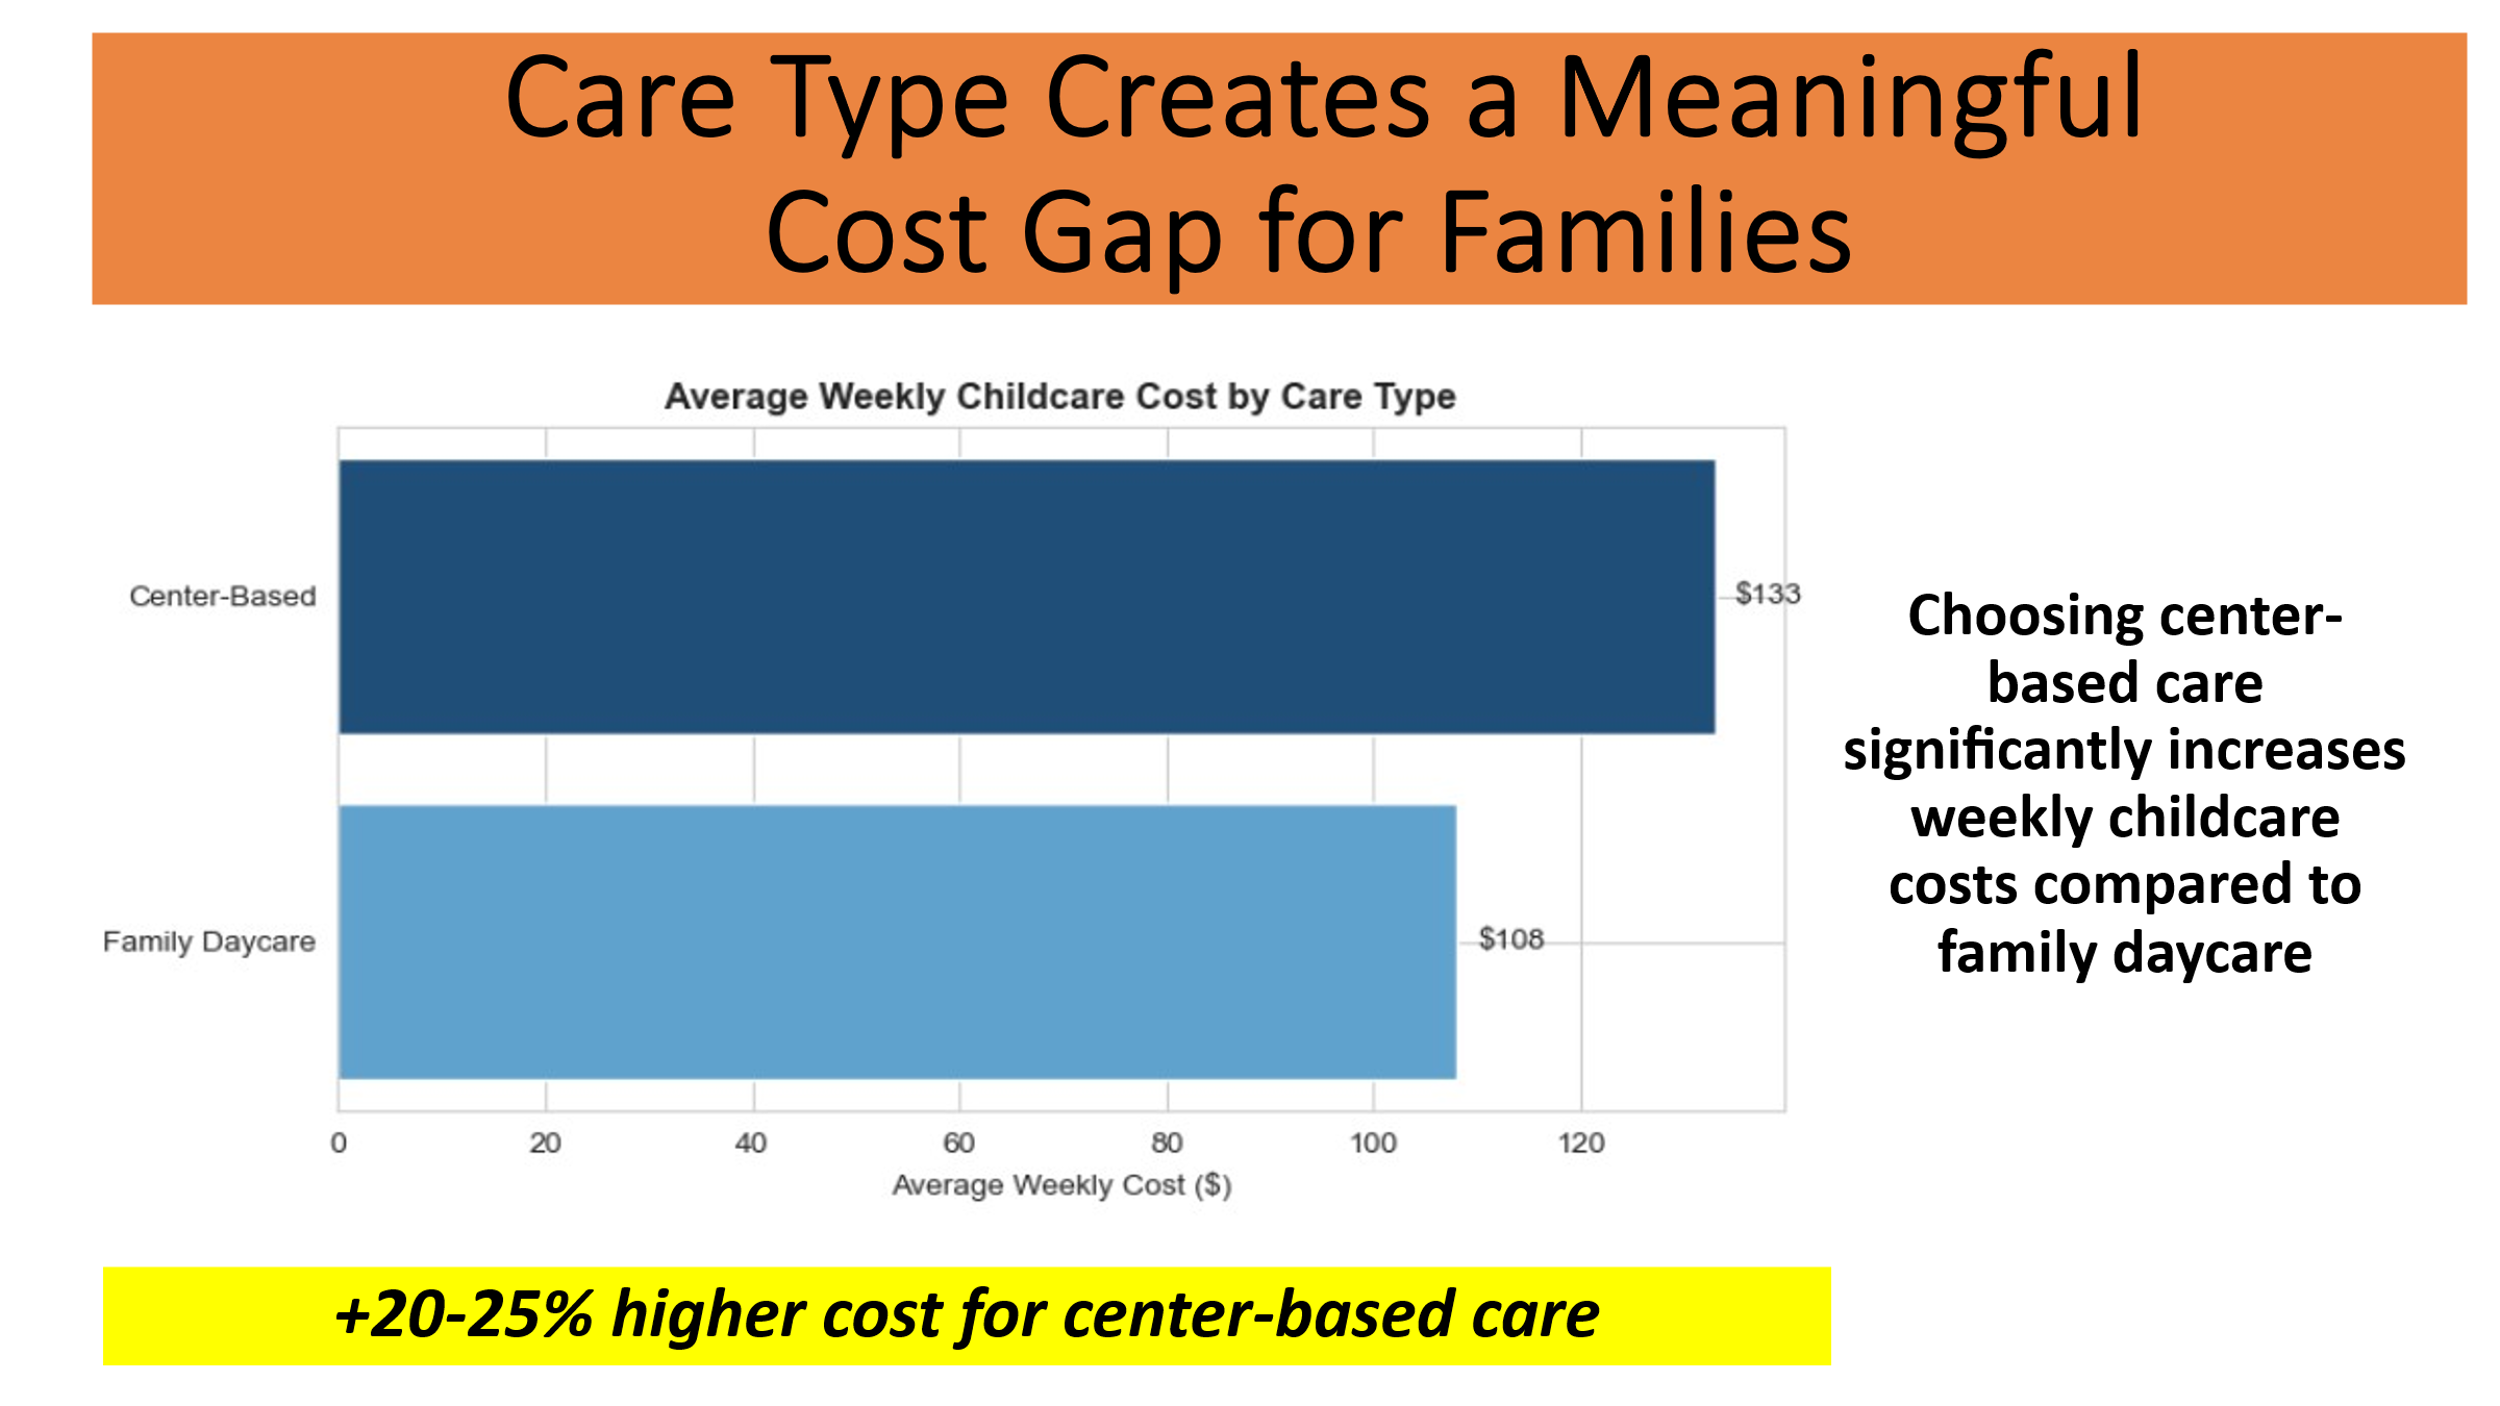 Care Type Creates a Meaningful
Cost Gap for Families
Average Weekly Childcare Cost by Care Type
Center-Based
$133
Family Daycare
$108
0 20 40 60 80 100 120
Average Weekly Cost ($)
Choosing center-
based care
significantly increases
weekly childcare
costs compared to
family daycare
+20-25% higher cost for center-based care